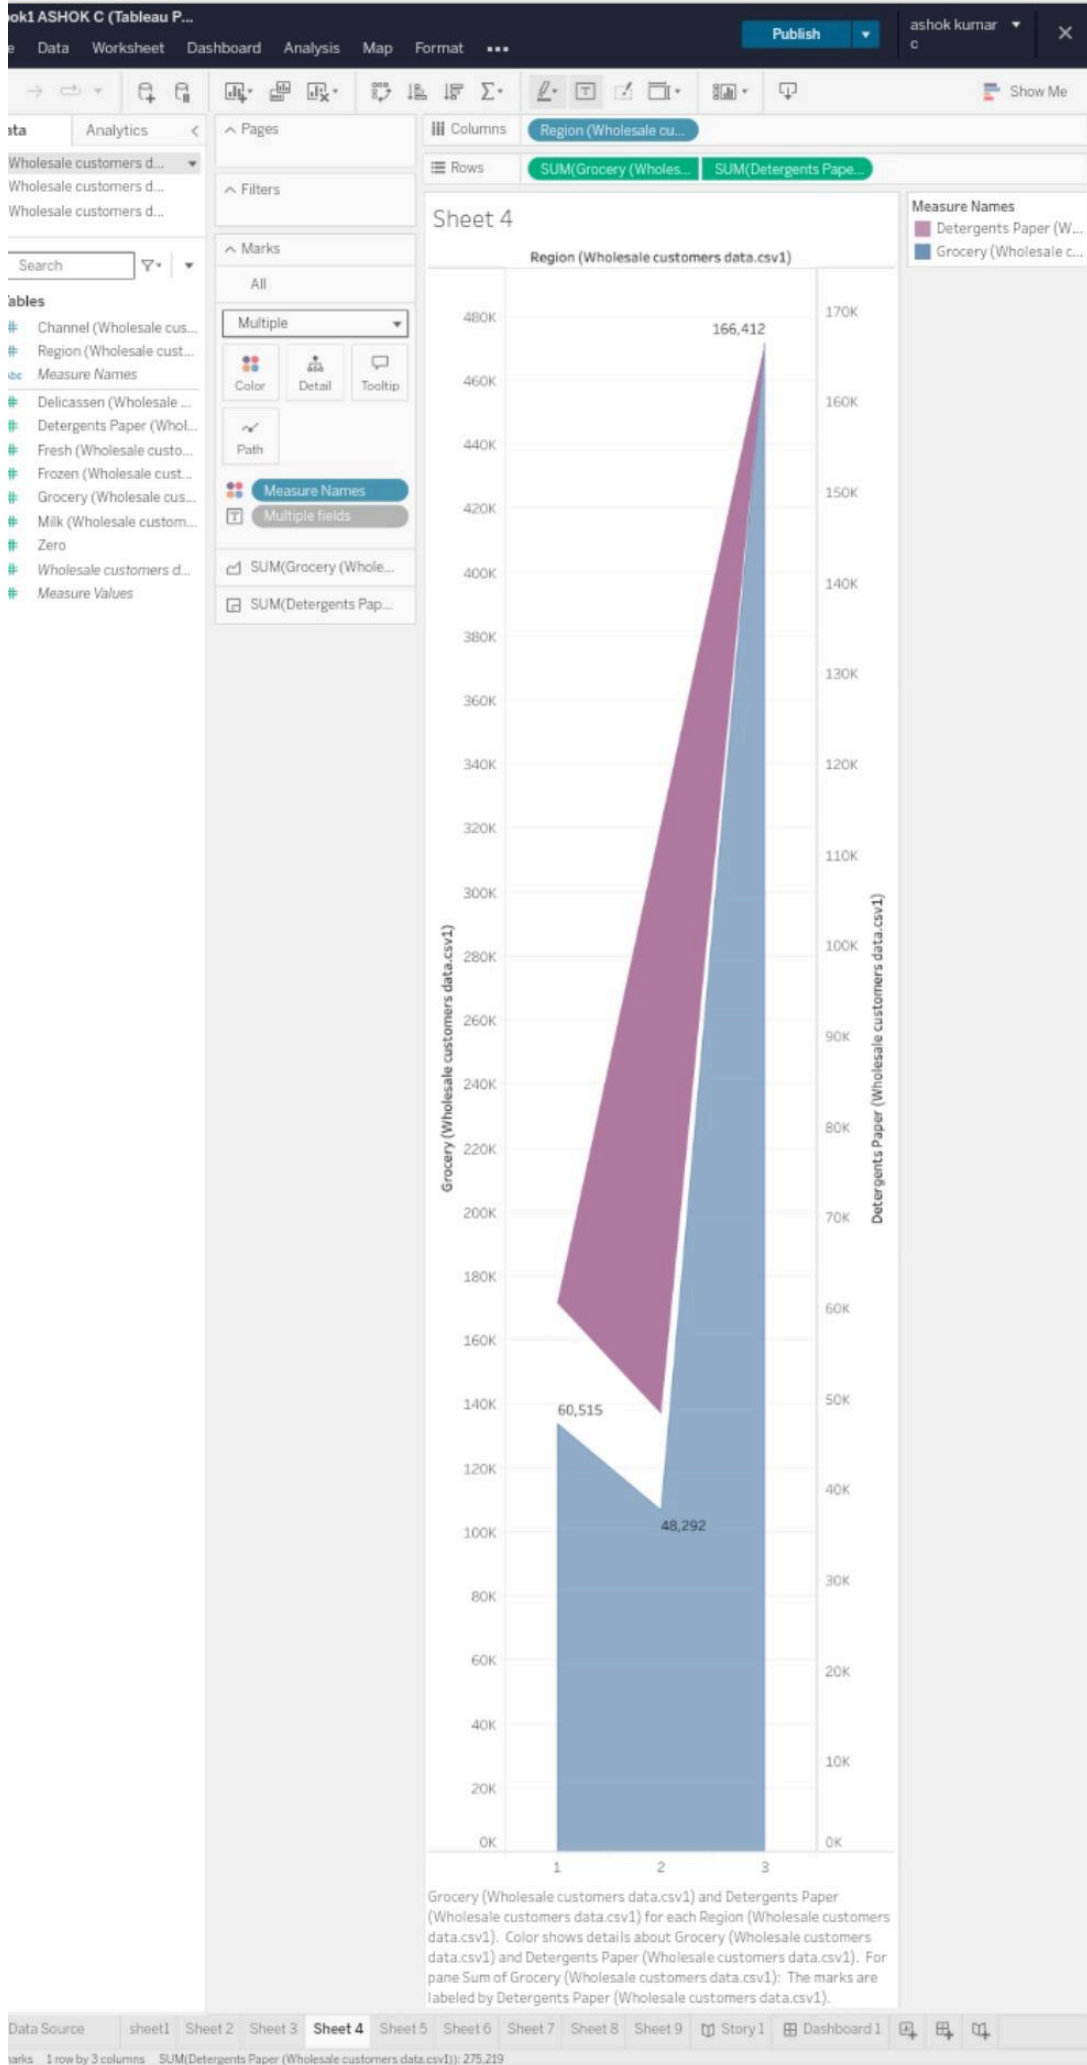 ok1 ASHOK C (Tableau P...
Publish
ashok kumar c
e Data Worksheet Dashboard Analysis Map Format
Show Me
ata Analytics
Pages
Columns Region (Wholesale cu...
Wholesale customers d...
Rows SUM(Grocery (Wholes... SUM(Detergents Pape...
Wholesale customers d...
Wholesale customers d...
Filters
Sheet 4
Measure Names
Detergents Paper (W...
Grocery (Wholesale c...
Search
Marks
All
Multiple
Color Detail Tooltip
Path
Measure Names
Multiple fields
SUM(Grocery (Whole...
SUM(Detergents Pap...
ables
Channel (Wholesale cus...
Region (Wholesale cust...
Abc Measure Names
Delicassen (Wholesale ...
Detergents Paper (Whol...
Fresh (Wholesale custo...
Frozen (Wholesale cust...
Grocery (Wholesale cus...
Milk (Wholesale custom...
Zero
Wholesale customers d...
Measure Values
Region (Wholesale customers data.csv1)
480K
460K
440K
420K
400K
380K
360K
340K
320K
300K
280K
260K
240K
220K
200K
180K
160K
140K
120K
100K
80K
60K
40K
20K
0K
Grocery (Wholesale customers data.csv1)
166,412
60,515
48,292
170K
160K
150K
140K
130K
120K
110K
100K
90K
80K
70K
60K
50K
40K
30K
20K
10K
0K
Detergents Paper (Wholesale customers data.csv1)
1 2 3
Grocery (Wholesale customers data.csv1) and Detergents Paper
(Wholesale customers data.csv1) for each Region (Wholesale customers
data.csv1). Color shows details about Grocery (Wholesale customers
data.csv1) and Detergents Paper (Wholesale customers data.csv1). For
pane Sum of Grocery (Wholesale customers data.csv1): The marks are
labeled by Detergents Paper (Wholesale customers data.csv1).
Data Source sheet1 Sheet 2 Sheet 3 Sheet 4 Sheet 5 Sheet 6 Sheet 7 Sheet 8 Sheet 9 Story 1 Dashboard 1
arks 1 row by 3 columns SUM(Detergents Paper (Wholesale customers data.csv1)): 275,219